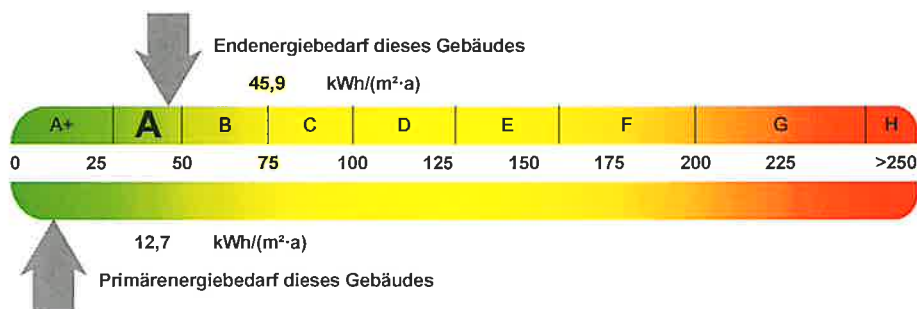 Endenergiebedarf dieses Gebäudes
45,9 kWh/(m²·a)
A+ A B C D E F G H
0 25 50 75 100 125 150 175 200 225 >250
12,7 kWh/(m²·a)
Primärenergiebedarf dieses Gebäudes